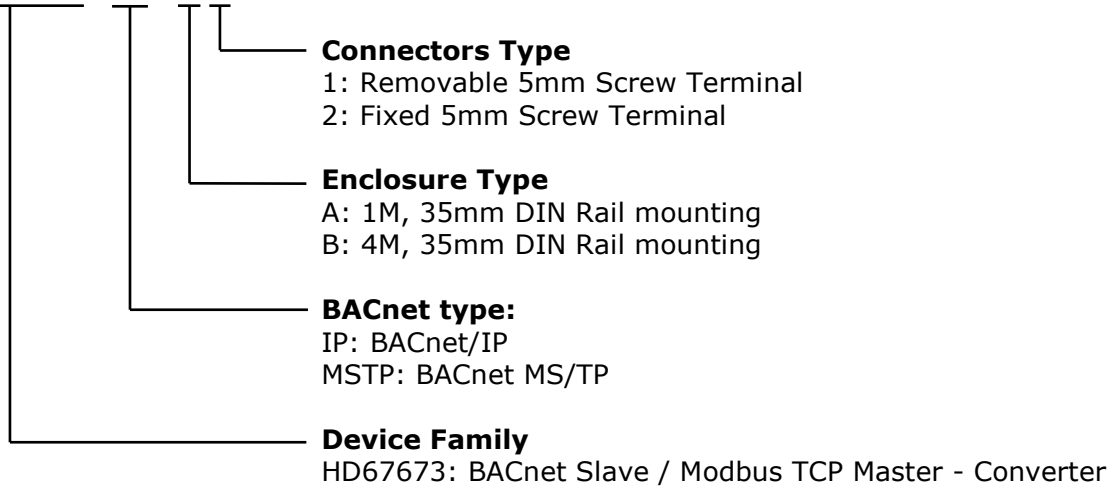 Connectors Type
1: Removable 5mm Screw Terminal
2: Fixed 5mm Screw Terminal
Enclosure Type
A: 1M, 35mm DIN Rail mounting
B: 4M, 35mm DIN Rail mounting
BACnet type:
IP: BACnet/IP
MSTP: BACnet MS/TP
Device Family
HD67673: BACnet Slave / Modbus TCP Master - Converter